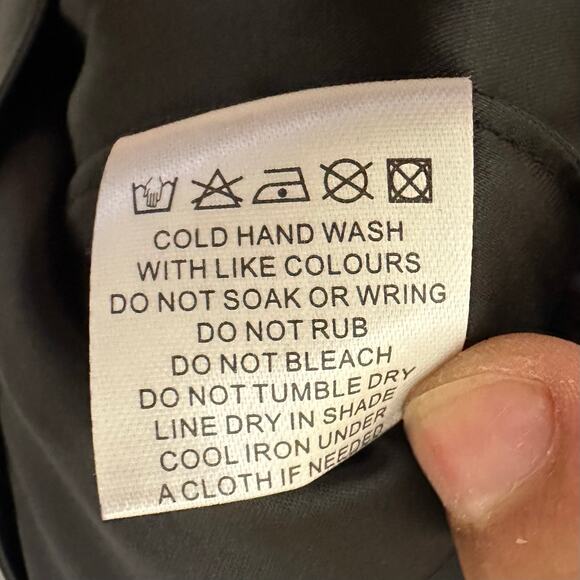 COLD HAND WASH
WITH LIKE COLOURS
DO NOT SOAK OR WRING
DO NOT RUB
DO NOT BLEACH
DO NOT TUMBLE DRY
LINE DRY IN SHADE
COOL IRON UNDER
A CLOTH IF NEEDED